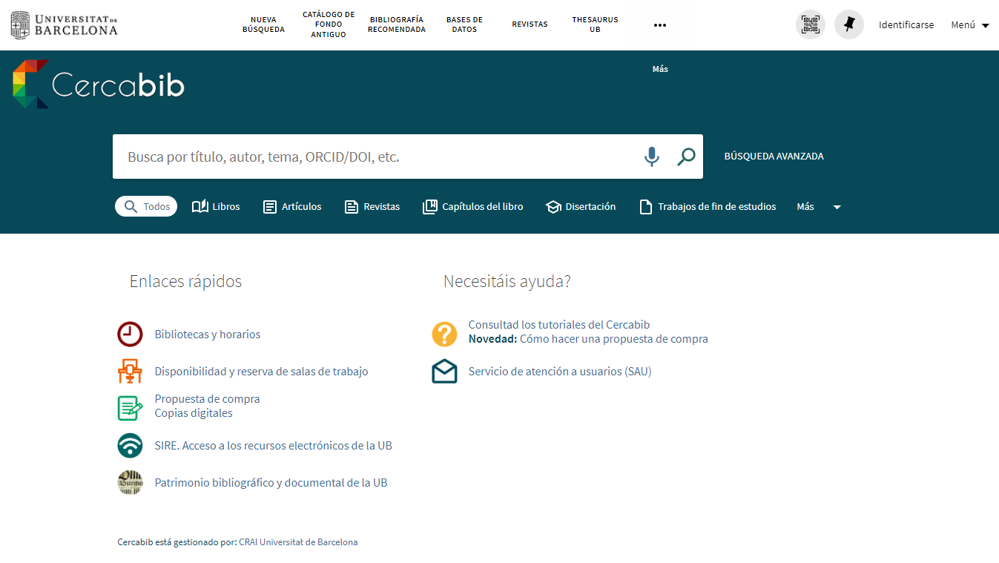 UNIVERSITAT DE
BARCELONA
NUEVA
BÚSQUEDA
CATÁLOGO DE
FONDO
ANTIGUO
BIBLIOGRAFÍA
RECOMENDADA
BASES DE
DATOS
REVISTAS
THESAURUS
UB
Más
Identificarse
Menú
Cercabib
Busca por título, autor, tema, ORCID/DOI, etc.
BÚSQUEDA AVANZADA
Todos
Libros
Artículos
Revistas
Capítulos del libro
Disertación
Trabajos de fin de estudios
Más
Enlaces rápidos
Bibliotecas y horarios
Disponibilidad y reserva de salas de trabajo
Propuesta de compra
Copias digitales
SIRE. Acceso a los recursos electrónicos de la UB
Patrimonio bibliográfico y documental de la UB
Necesitáis ayuda?
Consultad los tutoriales del Cercabib
Novedad: Cómo hacer una propuesta de compra
Servicio de atención a usuarios (SAU)
Cercabib está gestionado por: CRAI Universitat de Barcelona